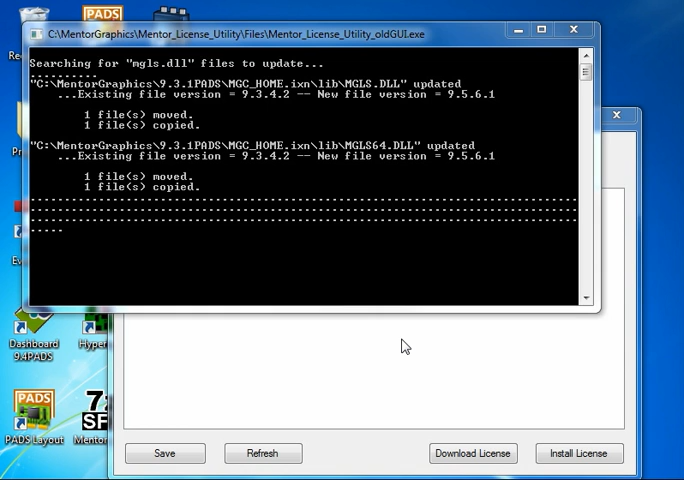 C:\MentorGraphics\Mentor_License_Utility\Files\Mentor_License_Utility_oldGUI.exe
Searching for "mgls.dll" files to update...
..........
"C:\MentorGraphics\9.3.1PADS\MGC_HOME.ixn\lib\MGLS.DLL" updated
...Existing file version = 9.3.4.2 -- New file version = 9.5.6.1
1 file(s) moved.
1 file(s) copied.
"C:\MentorGraphics\9.3.1PADS\MGC_HOME.ixn\lib\MGLS64.DLL" updated
...Existing file version = 9.3.4.2 -- New file version = 9.5.6.1
1 file(s) moved.
1 file(s) copied.
PADS
Dashboard
9.4PADS
Hyper
PADS
7z
SF
PADS Layout
Mentor
Save
Refresh
Download License
Install License